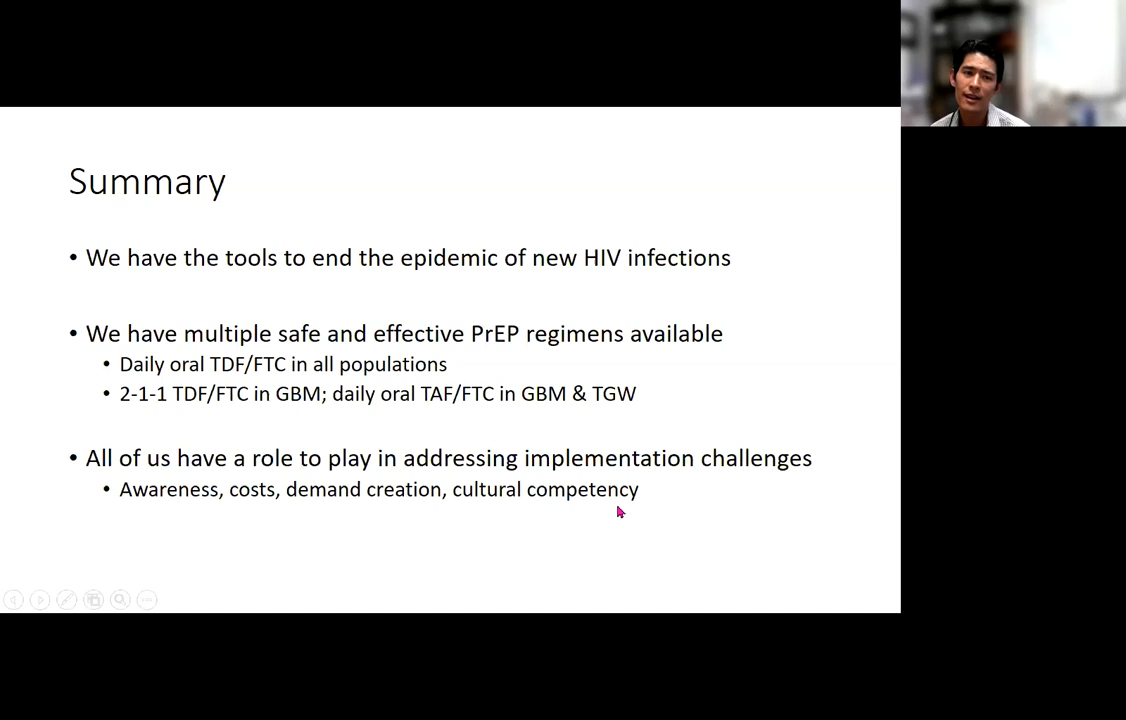 Summary
• We have the tools to end the epidemic of new HIV infections
• We have multiple safe and effective PrEP regimens available
• Daily oral TDF/FTC in all populations
• 2-1-1 TDF/FTC in GBM; daily oral TAF/FTC in GBM & TGW
• All of us have a role to play in addressing implementation challenges
• Awareness, costs, demand creation, cultural competency